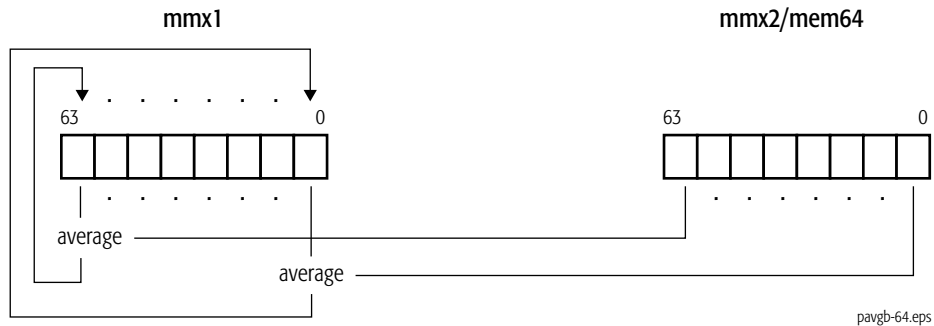 mmx1 mmx2/mem64
. . . . . .
63 0 63 0
. . . . . . . . . . . .
average
average
pavgb-64.eps